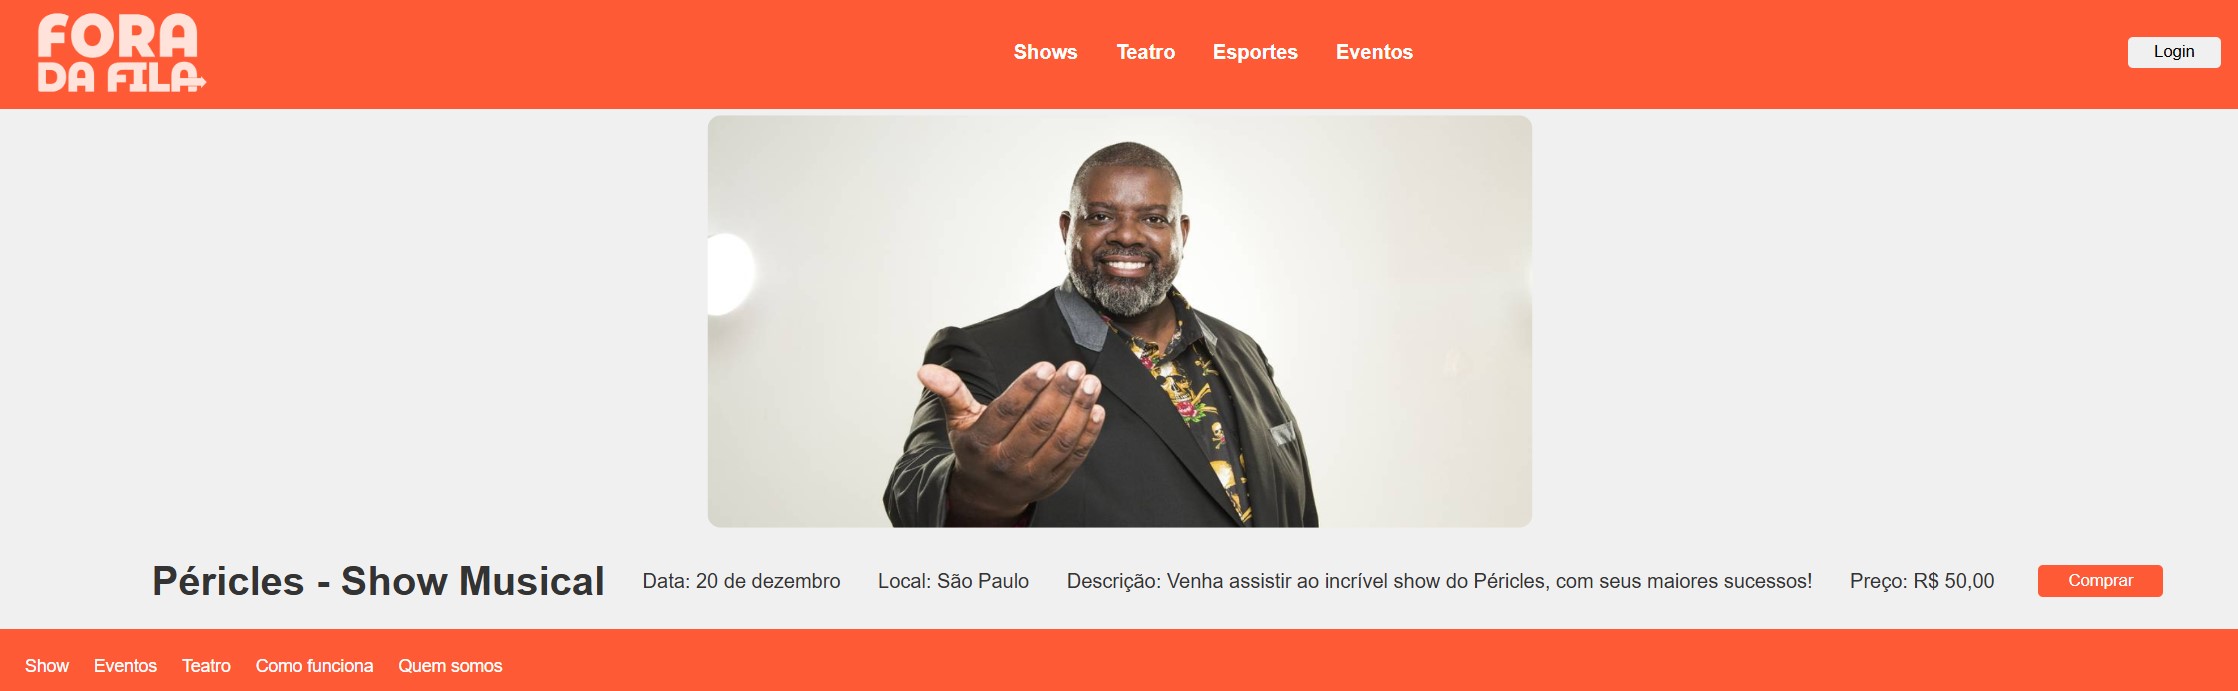 FORA
DA FILA
Shows Teatro Esportes Eventos
Login
Péricles - Show Musical Data: 20 de dezembro Local: São Paulo Descrição: Venha assistir ao incrível show do Péricles, com seus maiores sucessos! Preço: R$ 50,00 Comprar
Show Eventos Teatro Como funciona Quem somos